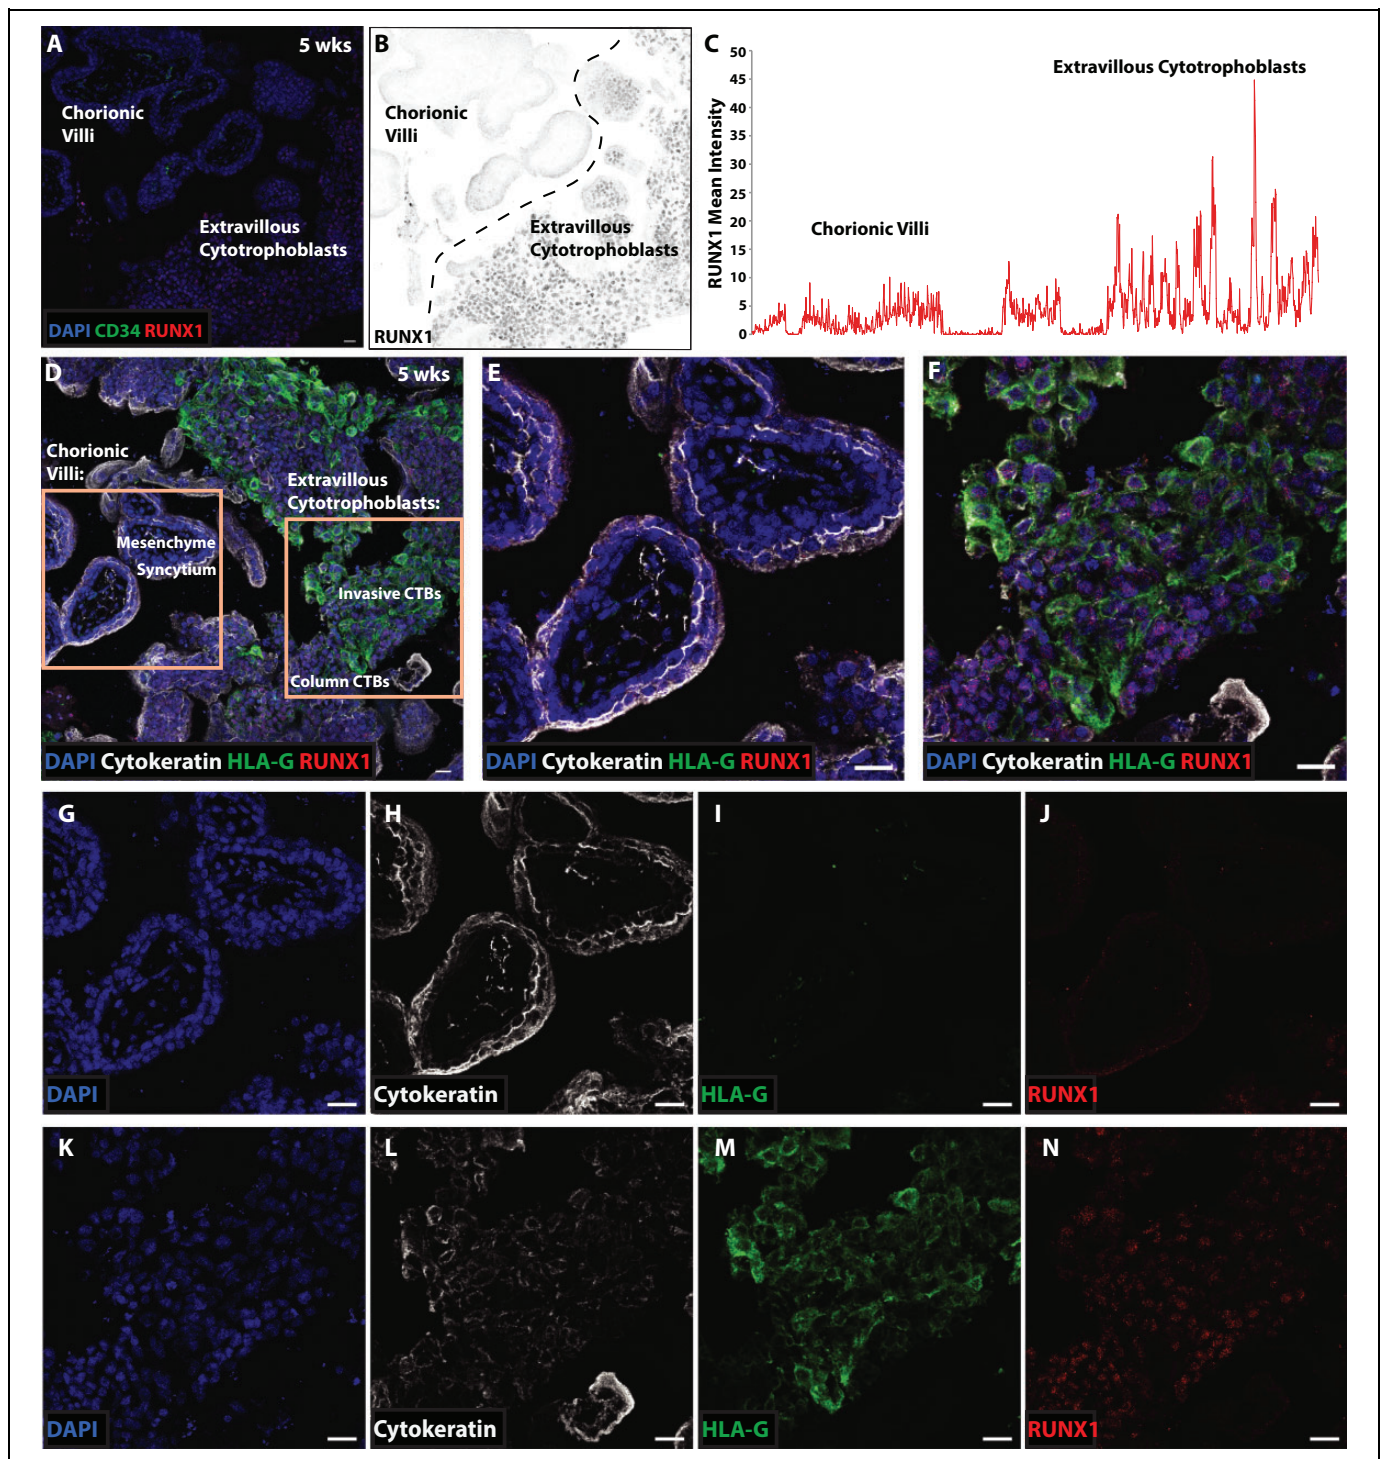 A
5 wks
Chorionic
Villi
Extravillous
Cytotrophoblasts
DAPI CD34 RUNX1
B
Chorionic
Villi
Extravillous
Cytotrophoblasts
RUNX1
C
RUNX1 Mean Intensity
50
45
40
35
30
25
20
15
10
5
0
Extravillous Cytotrophoblasts
Chorionic Villi
D
5 wks
Chorionic
Villi:
Extravillous
Cytotrophoblasts:
Mesenchyme
Syncytium
Invasive CTBs
Column CTBs
DAPI Cytokeratin HLA-G RUNX1
E
DAPI Cytokeratin HLA-G RUNX1
F
DAPI Cytokeratin HLA-G RUNX1
G
DAPI
H
Cytokeratin
I
HLA-G
J
RUNX1
K
DAPI
L
Cytokeratin
M
HLA-G
N
RUNX1